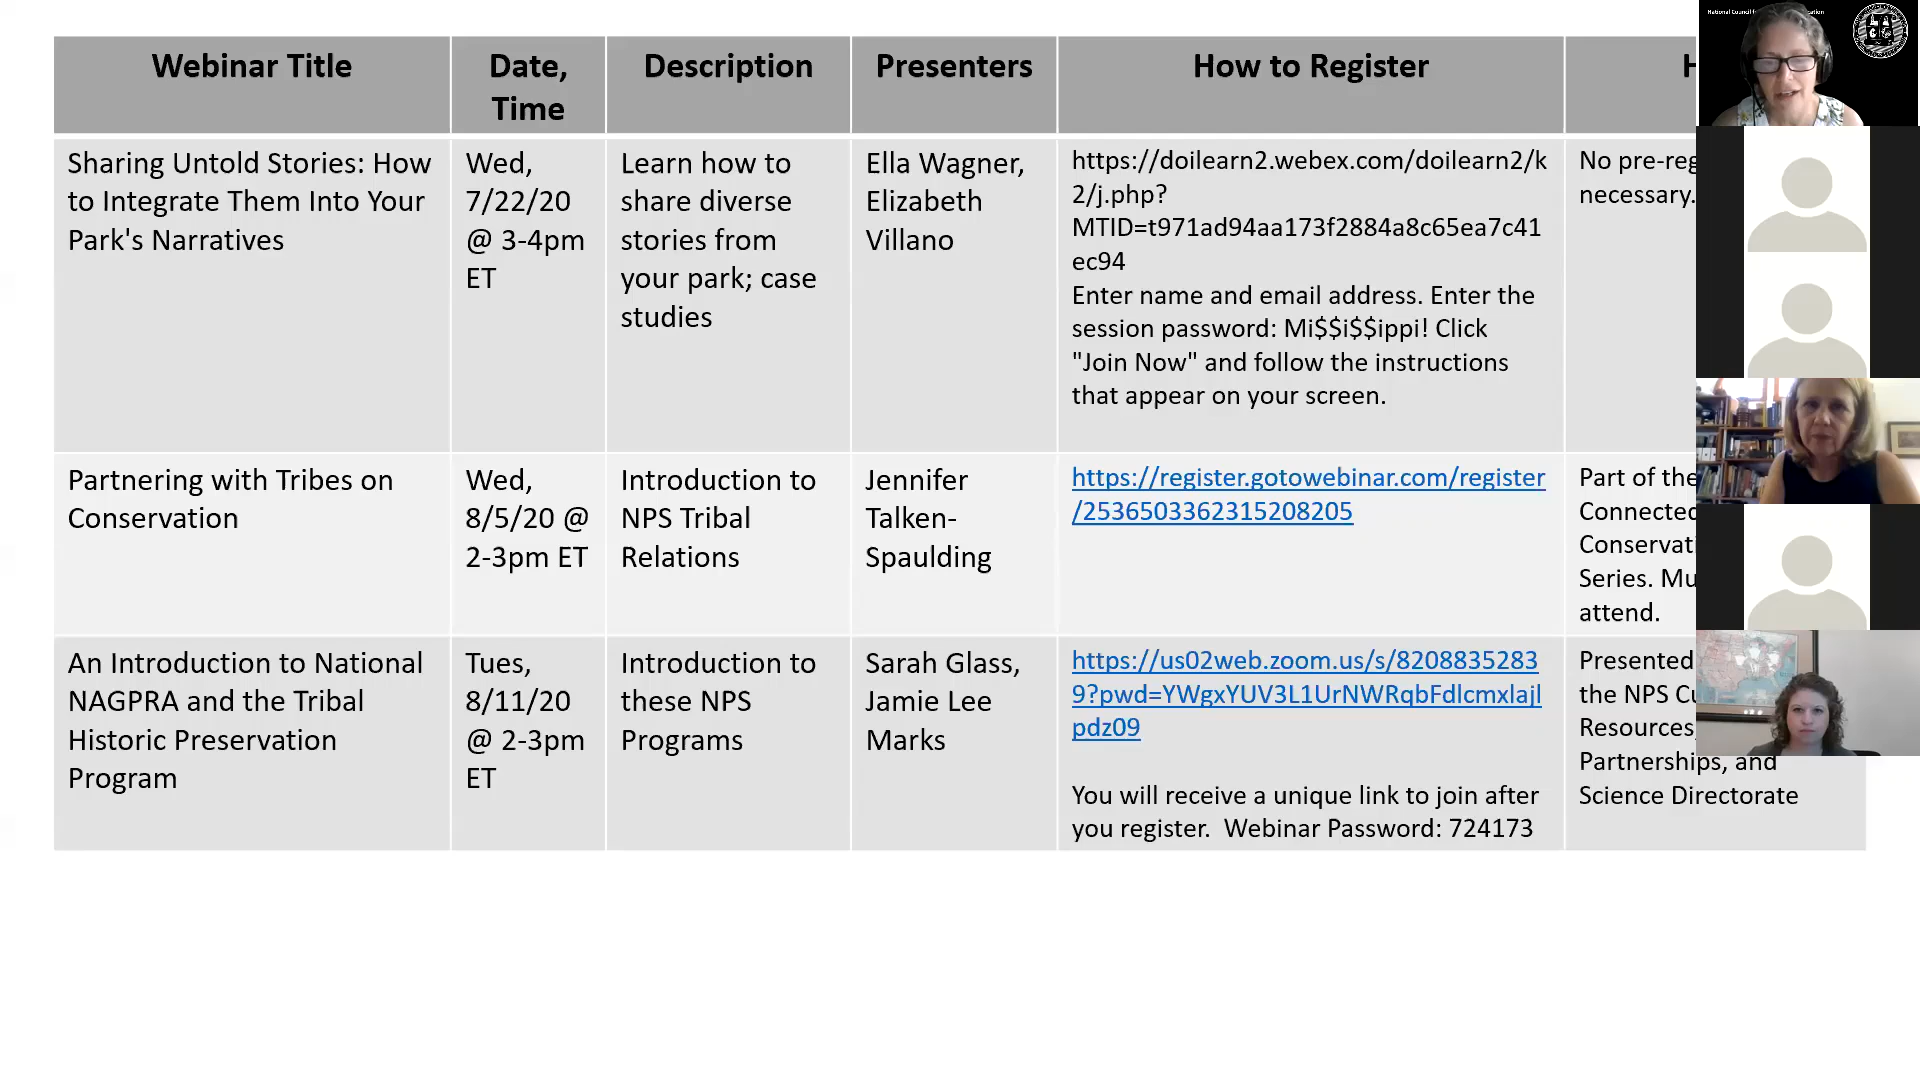 Webinar Title
Date,
Time
Description
Presenters
How to Register
Sharing Untold Stories: How
to Integrate Them Into Your
Park's Narratives
Wed,
7/22/20
@ 3-4pm
ET
Learn how to
share diverse
stories from
your park; case
studies
Ella Wagner,
Elizabeth
Villano
https://doilearn2.webex.com/doilearn2/k
2/j.php?
MTID=t971ad94aa173f2884a8c65ea7c41
ec94
Enter name and email address. Enter the
session password: Mi$$i$$ippi! Click
"Join Now" and follow the instructions
that appear on your screen.
No pre-reg
necessary.
Partnering with Tribes on
Conservation
Wed,
8/5/20 @
2-3pm ET
Introduction to
NPS Tribal
Relations
Jennifer
Talken-
Spaulding
https://register.gotowebinar.com/register
/2536503362315208205
Part of the
Connected
Conservati
Series. Mu
attend.
An Introduction to National
NAGPRA and the Tribal
Historic Preservation
Program
Tues,
8/11/20
@ 2-3pm
ET
Introduction to
these NPS
Programs
Sarah Glass,
Jamie Lee
Marks
https://us02web.zoom.us/s/8208835283
9?pwd=YWgxYUV3L1UrNWRqbFdlcmxlajl
pdz09
You will receive a unique link to join after
you register.  Webinar Password: 724173
Presented
the NPS Cu
Resources,
Partnerships, and
Science Directorate
National Council